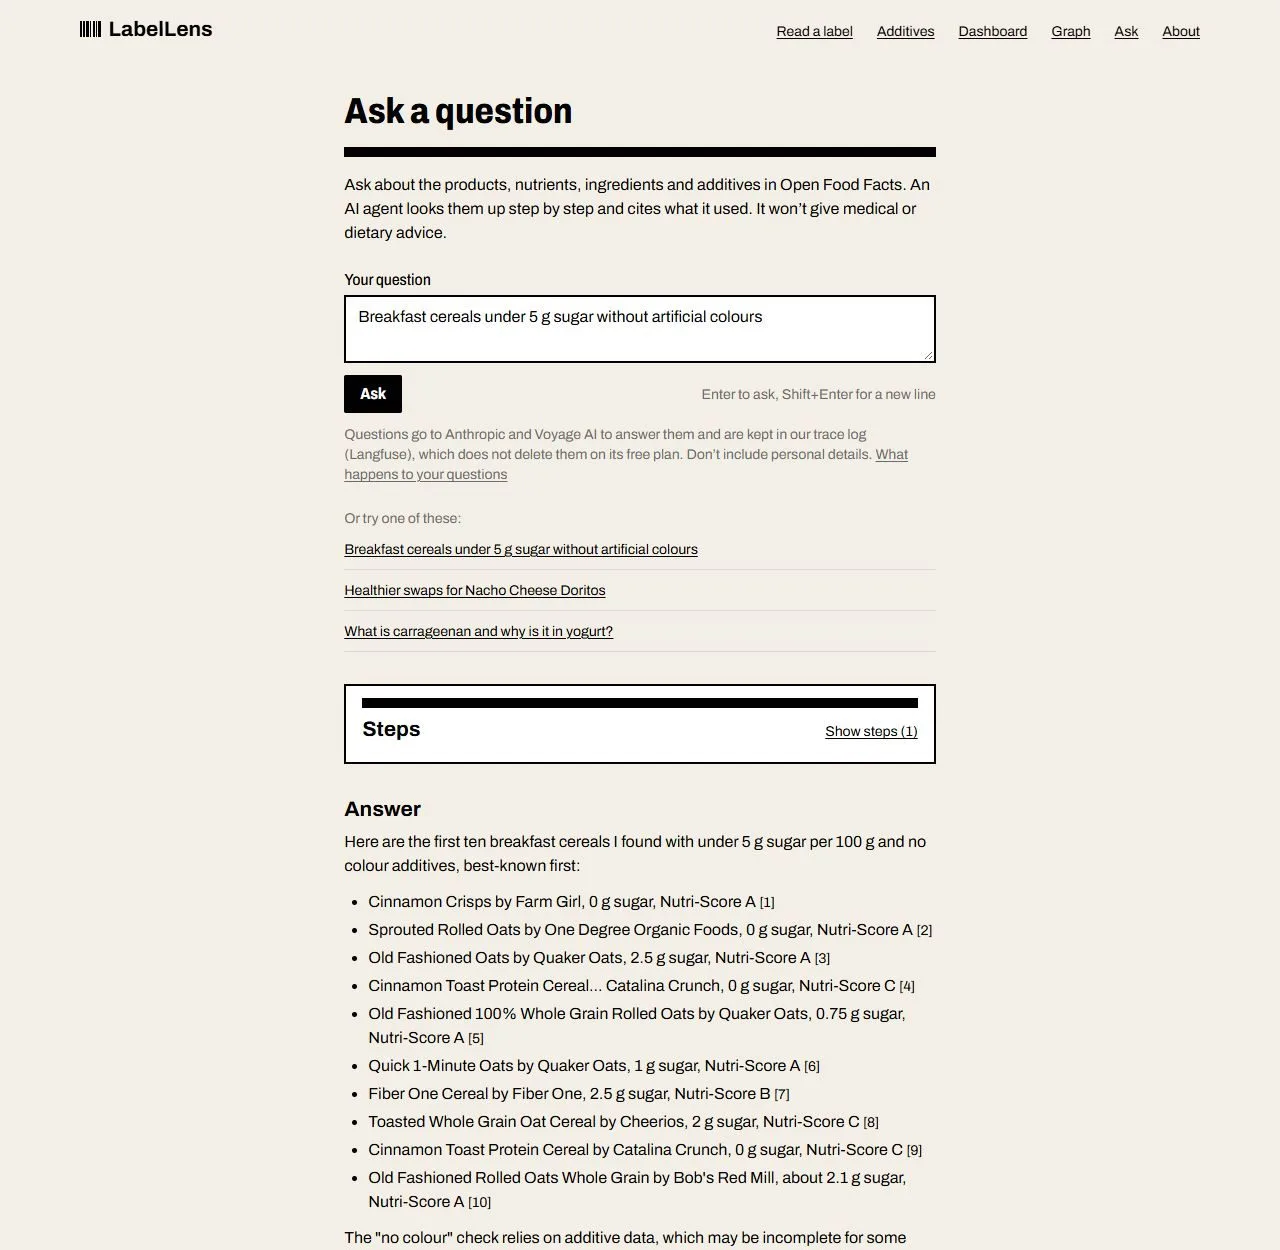 LabelLens
Read a label Additives Dashboard Graph Ask About
Ask a question
Ask about the products, nutrients, ingredients and additives in Open Food Facts. An
AI agent looks them up step by step and cites what it used. It won’t give medical or
dietary advice.
Your question
Breakfast cereals under 5 g sugar without artificial colours
Ask
Enter to ask, Shift+Enter for a new line
Questions go to Anthropic and Voyage AI to answer them and are kept in our trace log
(Langfuse), which does not delete them on its free plan. Don’t include personal details. What
happens to your questions
Or try one of these:
Breakfast cereals under 5 g sugar without artificial colours
Healthier swaps for Nacho Cheese Doritos
What is carrageenan and why is it in yogurt?
Steps
Show steps (1)
Answer
Here are the first ten breakfast cereals I found with under 5 g sugar per 100 g and no
colour additives, best-known first:
• Cinnamon Crisps by Farm Girl, 0 g sugar, Nutri-Score A [1]
• Sprouted Rolled Oats by One Degree Organic Foods, 0 g sugar, Nutri-Score A [2]
• Old Fashioned Oats by Quaker Oats, 2.5 g sugar, Nutri-Score A [3]
• Cinnamon Toast Protein Cereal... Catalina Crunch, 0 g sugar, Nutri-Score C [4]
• Old Fashioned 100% Whole Grain Rolled Oats by Quaker Oats, 0.75 g sugar,
Nutri-Score A [5]
• Quick 1-Minute Oats by Quaker Oats, 1 g sugar, Nutri-Score A [6]
• Fiber One Cereal by Fiber One, 2.5 g sugar, Nutri-Score B [7]
• Toasted Whole Grain Oat Cereal by Cheerios, 2 g sugar, Nutri-Score C [8]
• Cinnamon Toast Protein Cereal by Catalina Crunch, 0 g sugar, Nutri-Score C [9]
• Old Fashioned Rolled Oats Whole Grain by Bob's Red Mill, about 2.1 g sugar,
Nutri-Score A [10]
The "no colour" check relies on additive data, which may be incomplete for some